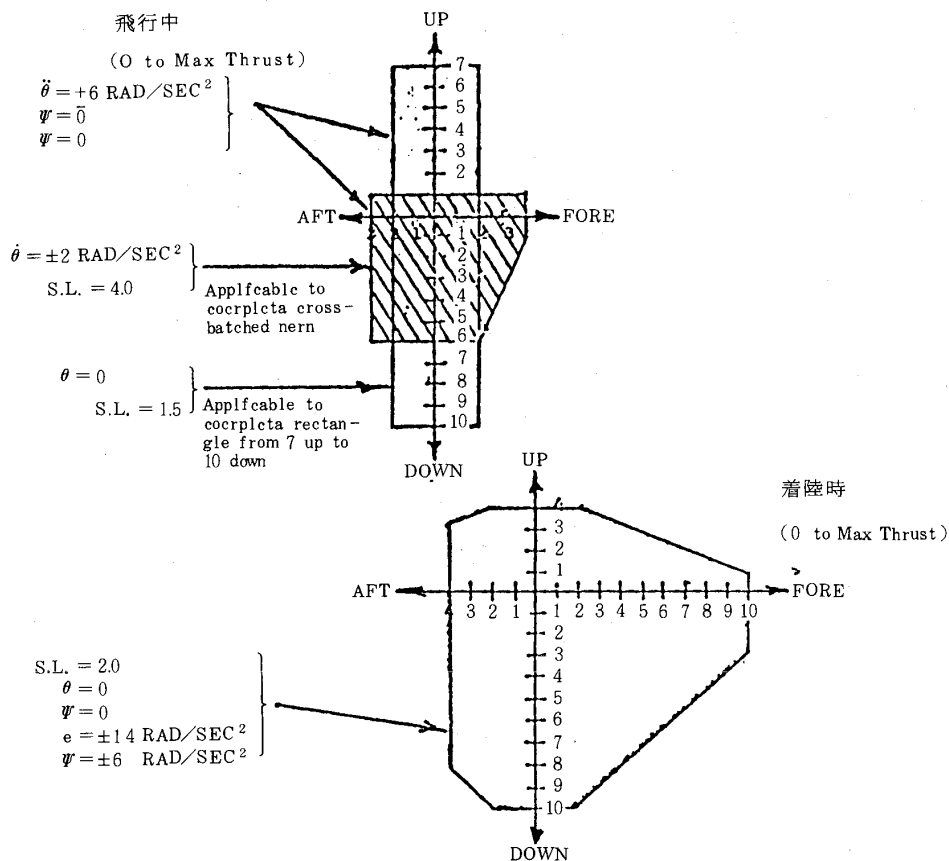 飛行中
(O to Max Thrust)
θ̈ = +6 RAD/SEC²
Ψ = 0̄
Ψ = 0
UP
7
6
5
4
3
2
AFT
FORE
1 1 2 3
2
3
4
5
6
7
8
9
10
DOWN
θ̇ = ±2 RAD/SEC²
S.L. = 4.0
Applfcable to
cocrplcta cross-
batched nern
θ = 0
S.L. = 1.5
Applfcable to
cocrplcta rectan-
gle from 7 up to
10 down
着陸時
(0 to Max Thrust)
UP
4
3
2
1
AFT
FORE
3 2 1 1 2 3 4 5 6 7 8 9 10
2
3
4
5
6
7
8
9
10
DOWN
S.L. = 2.0
θ = 0
Ψ = 0
e = ±14 RAD/SEC²
Ψ = ±6 RAD/SEC²